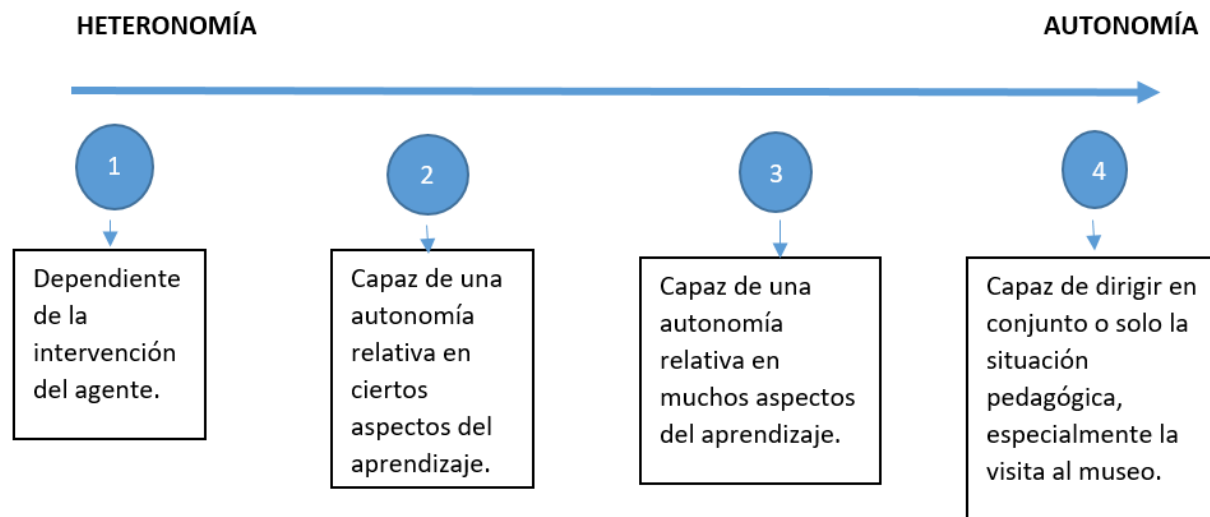 HETERONOMÍA
AUTONOMÍA
1
2
3
4
Dependiente
de la
intervención
del agente.
Capaz de una
autonomía
relativa en
ciertos
aspectos del
aprendizaje.
Capaz de una
autonomía
relativa en
muchos aspectos
del aprendizaje.
Capaz de dirigir en
conjunto o solo la
situación
pedagógica,
especialmente la
visita al museo.